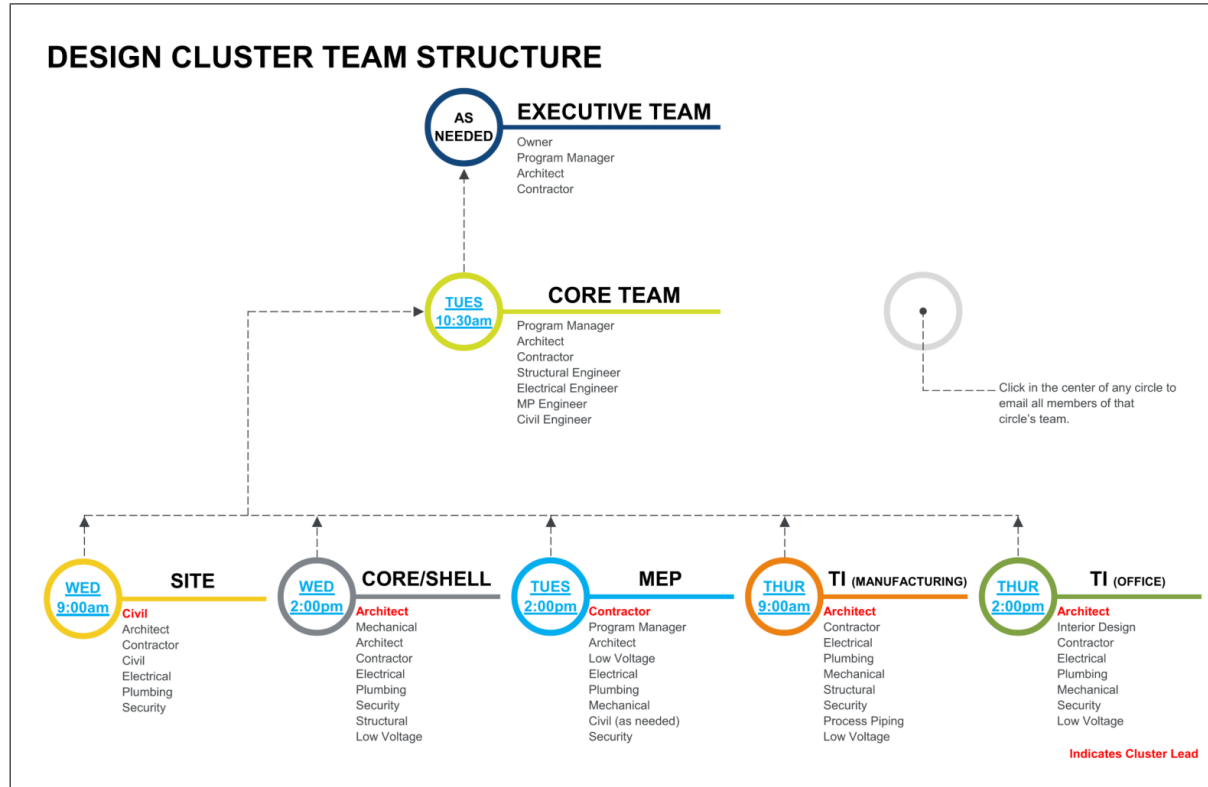 DESIGN CLUSTER TEAM STRUCTURE
AS
NEEDED
EXECUTIVE TEAM
Owner
Program Manager
Architect
Contractor
TUES
10:30am
CORE TEAM
Program Manager
Architect
Contractor
Structural Engineer
Electrical Engineer
MP Engineer
Civil Engineer
Click in the center of any circle to
email all members of that
circle's team.
WED
9:00am
SITE
Civil
Architect
Contractor
Civil
Electrical
Plumbing
Security
WED
2:00pm
CORE/SHELL
Architect
Mechanical
Architect
Contractor
Electrical
Plumbing
Security
Structural
Low Voltage
TUES
2:00pm
MEP
Contractor
Program Manager
Architect
Low Voltage
Electrical
Plumbing
Mechanical
Civil (as needed)
Security
THUR
9:00am
TI (MANUFACTURING)
Architect
Contractor
Electrical
Plumbing
Mechanical
Structural
Security
Process Piping
Low Voltage
THUR
2:00pm
TI (OFFICE)
Architect
Interior Design
Contractor
Electrical
Plumbing
Mechanical
Security
Low Voltage
Indicates Cluster Lead